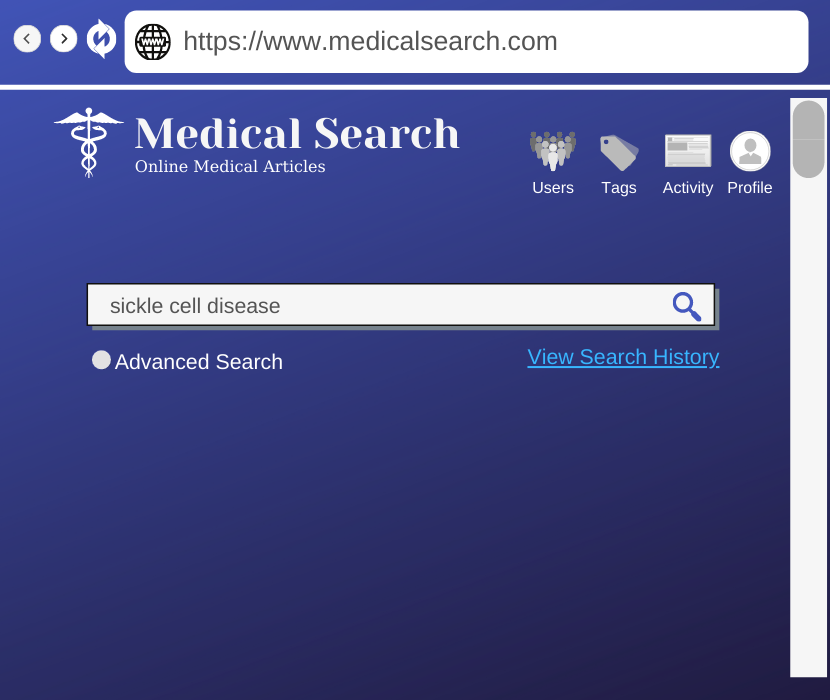 https://www.medicalsearch.com
Medical Search
Online Medical Articles
Users Tags Activity Profile
sickle cell disease
Advanced Search
View Search History